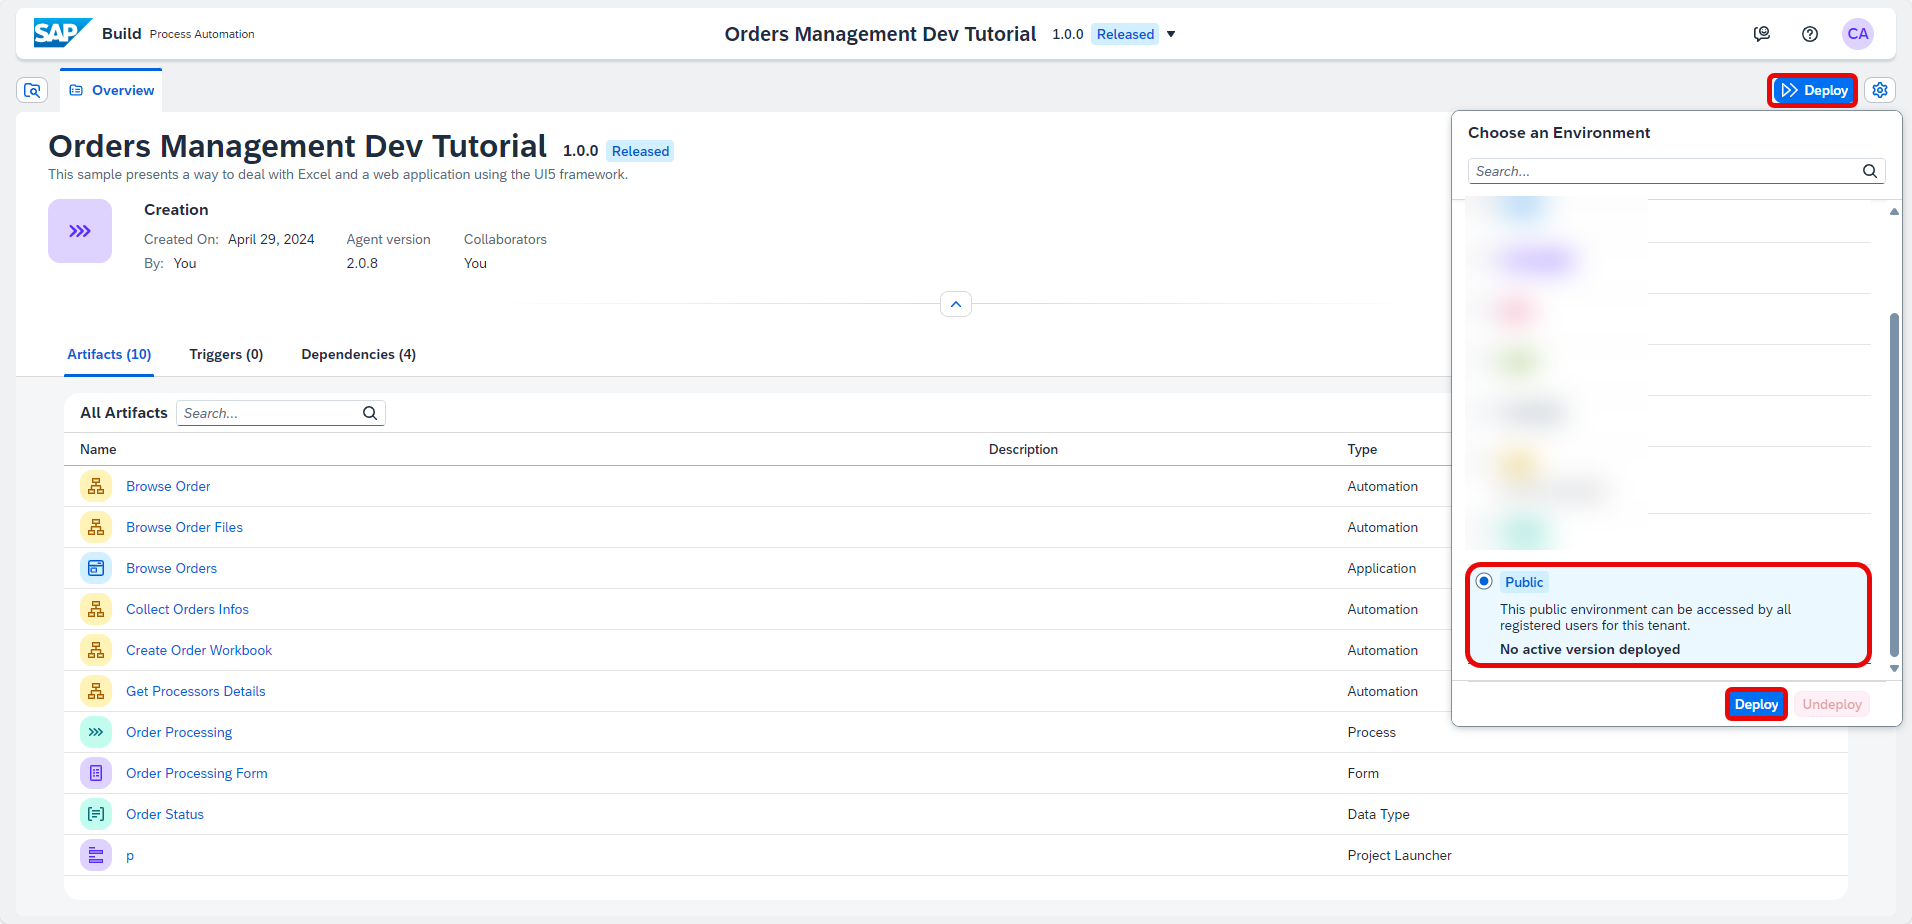 SAP Build Process Automation
Orders Management Dev Tutorial 1.0.0 Released
CA
Overview
Deploy
Orders Management Dev Tutorial 1.0.0 Released
This sample presents a way to deal with Excel and a web application using the UI5 framework.
Creation
Created On: April 29, 2024 Agent version Collaborators
By: You 2.0.8 You
Artifacts (10) Triggers (0) Dependencies (4)
All Artifacts Search...
Name Description Type
Browse Order Automation
Browse Order Files Automation
Browse Orders Application
Collect Orders Infos Automation
Create Order Workbook Automation
Get Processors Details Automation
Order Processing Process
Order Processing Form Form
Order Status Data Type
p Project Launcher
Choose an Environment
Search...
Public
This public environment can be accessed by all
registered users for this tenant.
No active version deployed
Deploy Undeploy